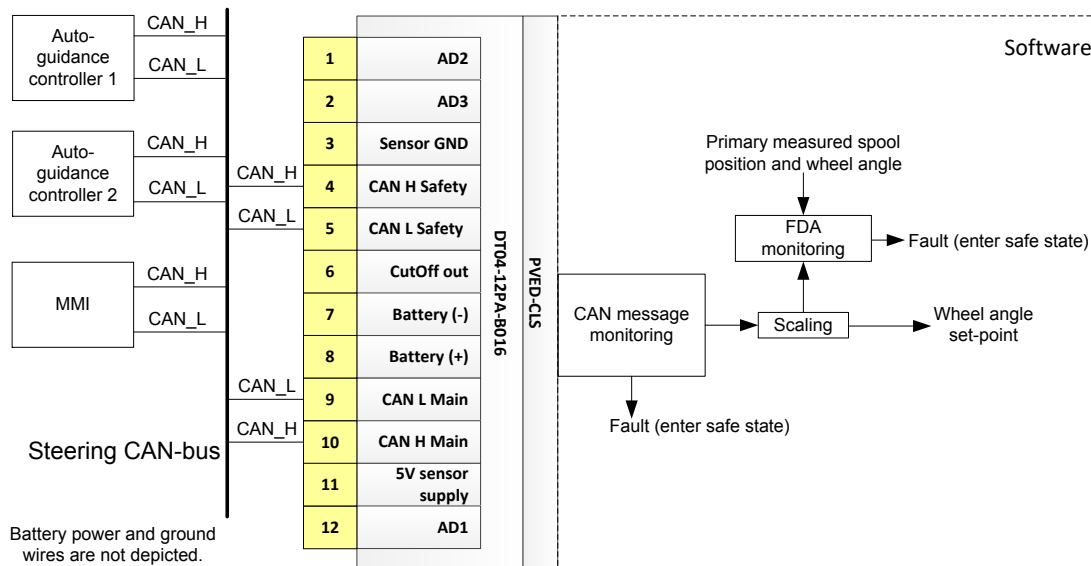 Auto-
guidance
controller 1
CAN_H
CAN_L
Auto-
guidance
controller 2
CAN_H
CAN_L
MMI
CAN_H
CAN_L
Steering CAN-bus
Battery power and ground
wires are not depicted.
CAN_H
CAN_L
CAN_L
CAN_H
1 AD2
2 AD3
3 Sensor GND
4 CAN H Safety
5 CAN L Safety
6 CutOff out
7 Battery (-)
8 Battery (+)
9 CAN L Main
10 CAN H Main
11 5V sensor
supply
12 AD1
DT04-12PA-B016
PVED-CLS
Software
Primary measured spool
position and wheel angle
FDA
monitoring
Fault (enter safe state)
CAN message
monitoring
Scaling
Wheel angle
set-point
Fault (enter safe state)